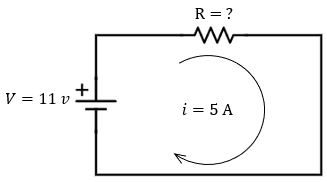 R = ?
+
V = 11 v
i = 5 A